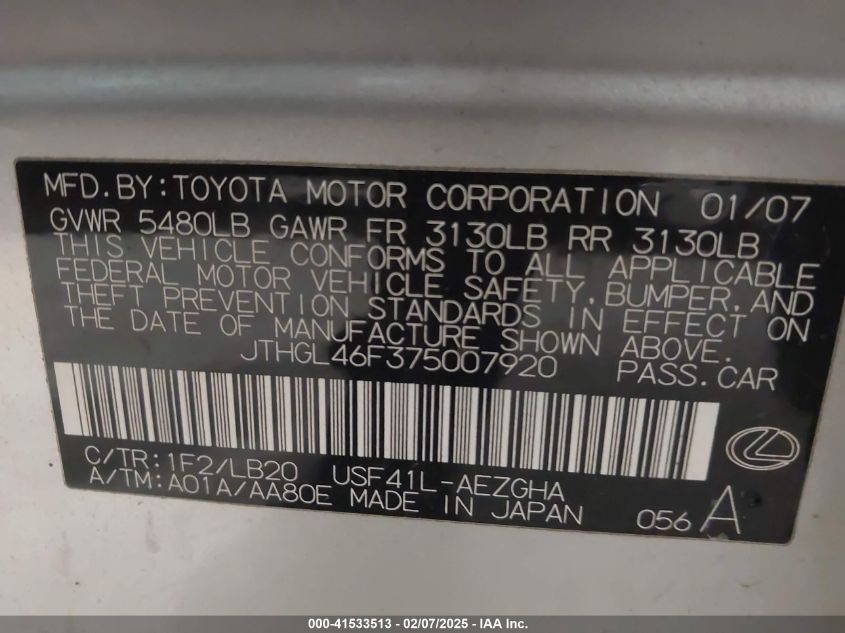 MFD.BY:TOYOTA MOTOR CORPORATION 01/07
GVWR 5480LB GAWR FR 3130LB RR 3130LB
THIS VEHICLE CONFORMS TO ALL APPLICABLE
FEDERAL MOTOR VEHICLE SAFETY, BUMPER, AND
THEFT PREVENTION STANDARDS IN EFFECT ON
THE DATE OF MANUFACTURE SHOWN ABOVE.
JTHGL46F375007920 PASS.CAR
C/TR:1F2/LB20 USF41L-AEZGHA
A/TM:A01A/AA80E MADE IN JAPAN 056 A
000-41533513 - 02/07/2025 - IAA Inc.